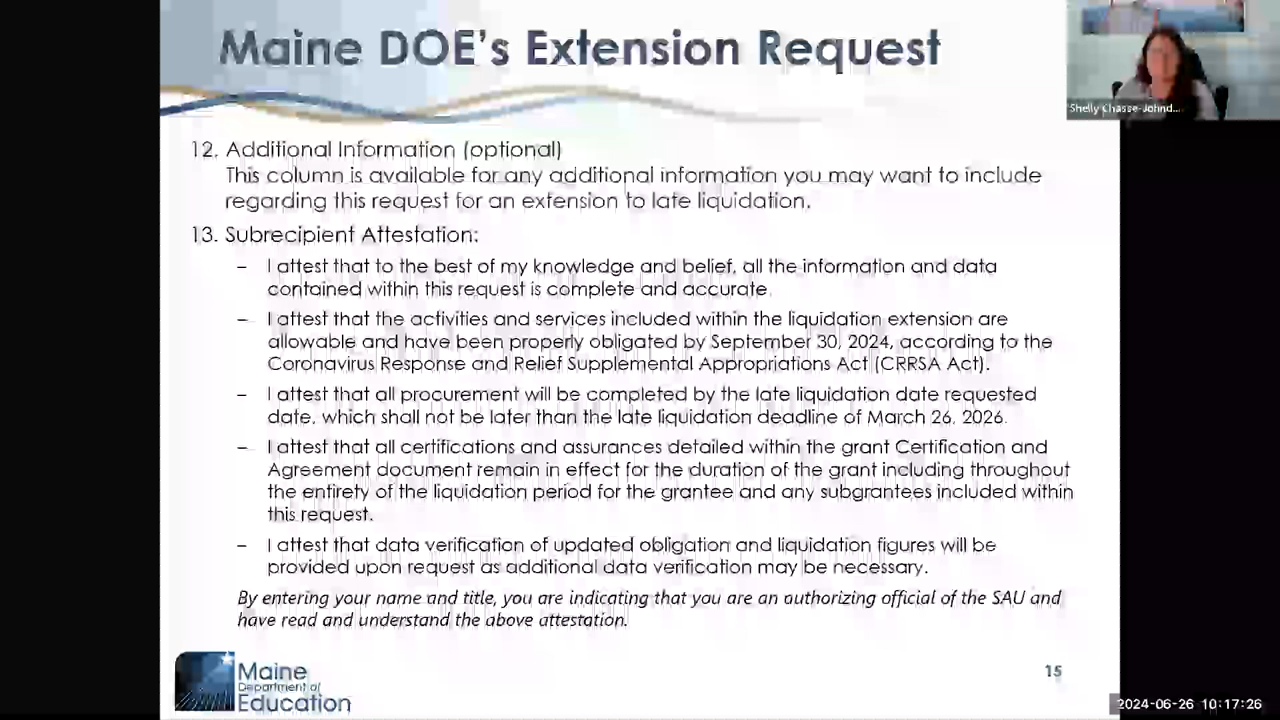 Maine DOE's Extension Request
Shelly Chasse-Johnd...
12. Additional Information (optional)
This column is available for any additional information you may want to include
regarding this request for an extension to late liquidation.
13. Subrecipient Attestation:
– I attest that to the best of my knowledge and belief, all the information and data
contained within this request is complete and accurate.
– I attest that the activities and services included within the liquidation extension are
allowable and have been properly obligated by September 30, 2024, according to the
Coronavirus Response and Relief Supplemental Appropriations Act (CRRSA Act).
– I attest that all procurement will be completed by the late liquidation date requested
date, which shall not be later than the late liquidation deadline of March 26, 2026.
– I attest that all certifications and assurances detailed within the grant Certification and
Agreement document remain in effect for the duration of the grant including throughout
the entirety of the liquidation period for the grantee and any subgrantees included within
this request.
– I attest that data verification of updated obligation and liquidation figures will be
provided upon request as additional data verification may be necessary.
By entering your name and title, you are indicating that you are an authorizing official of the SAU and
have read and understand the above attestation.
Maine
Department of
Education
15
2024-06-26 10:17:26